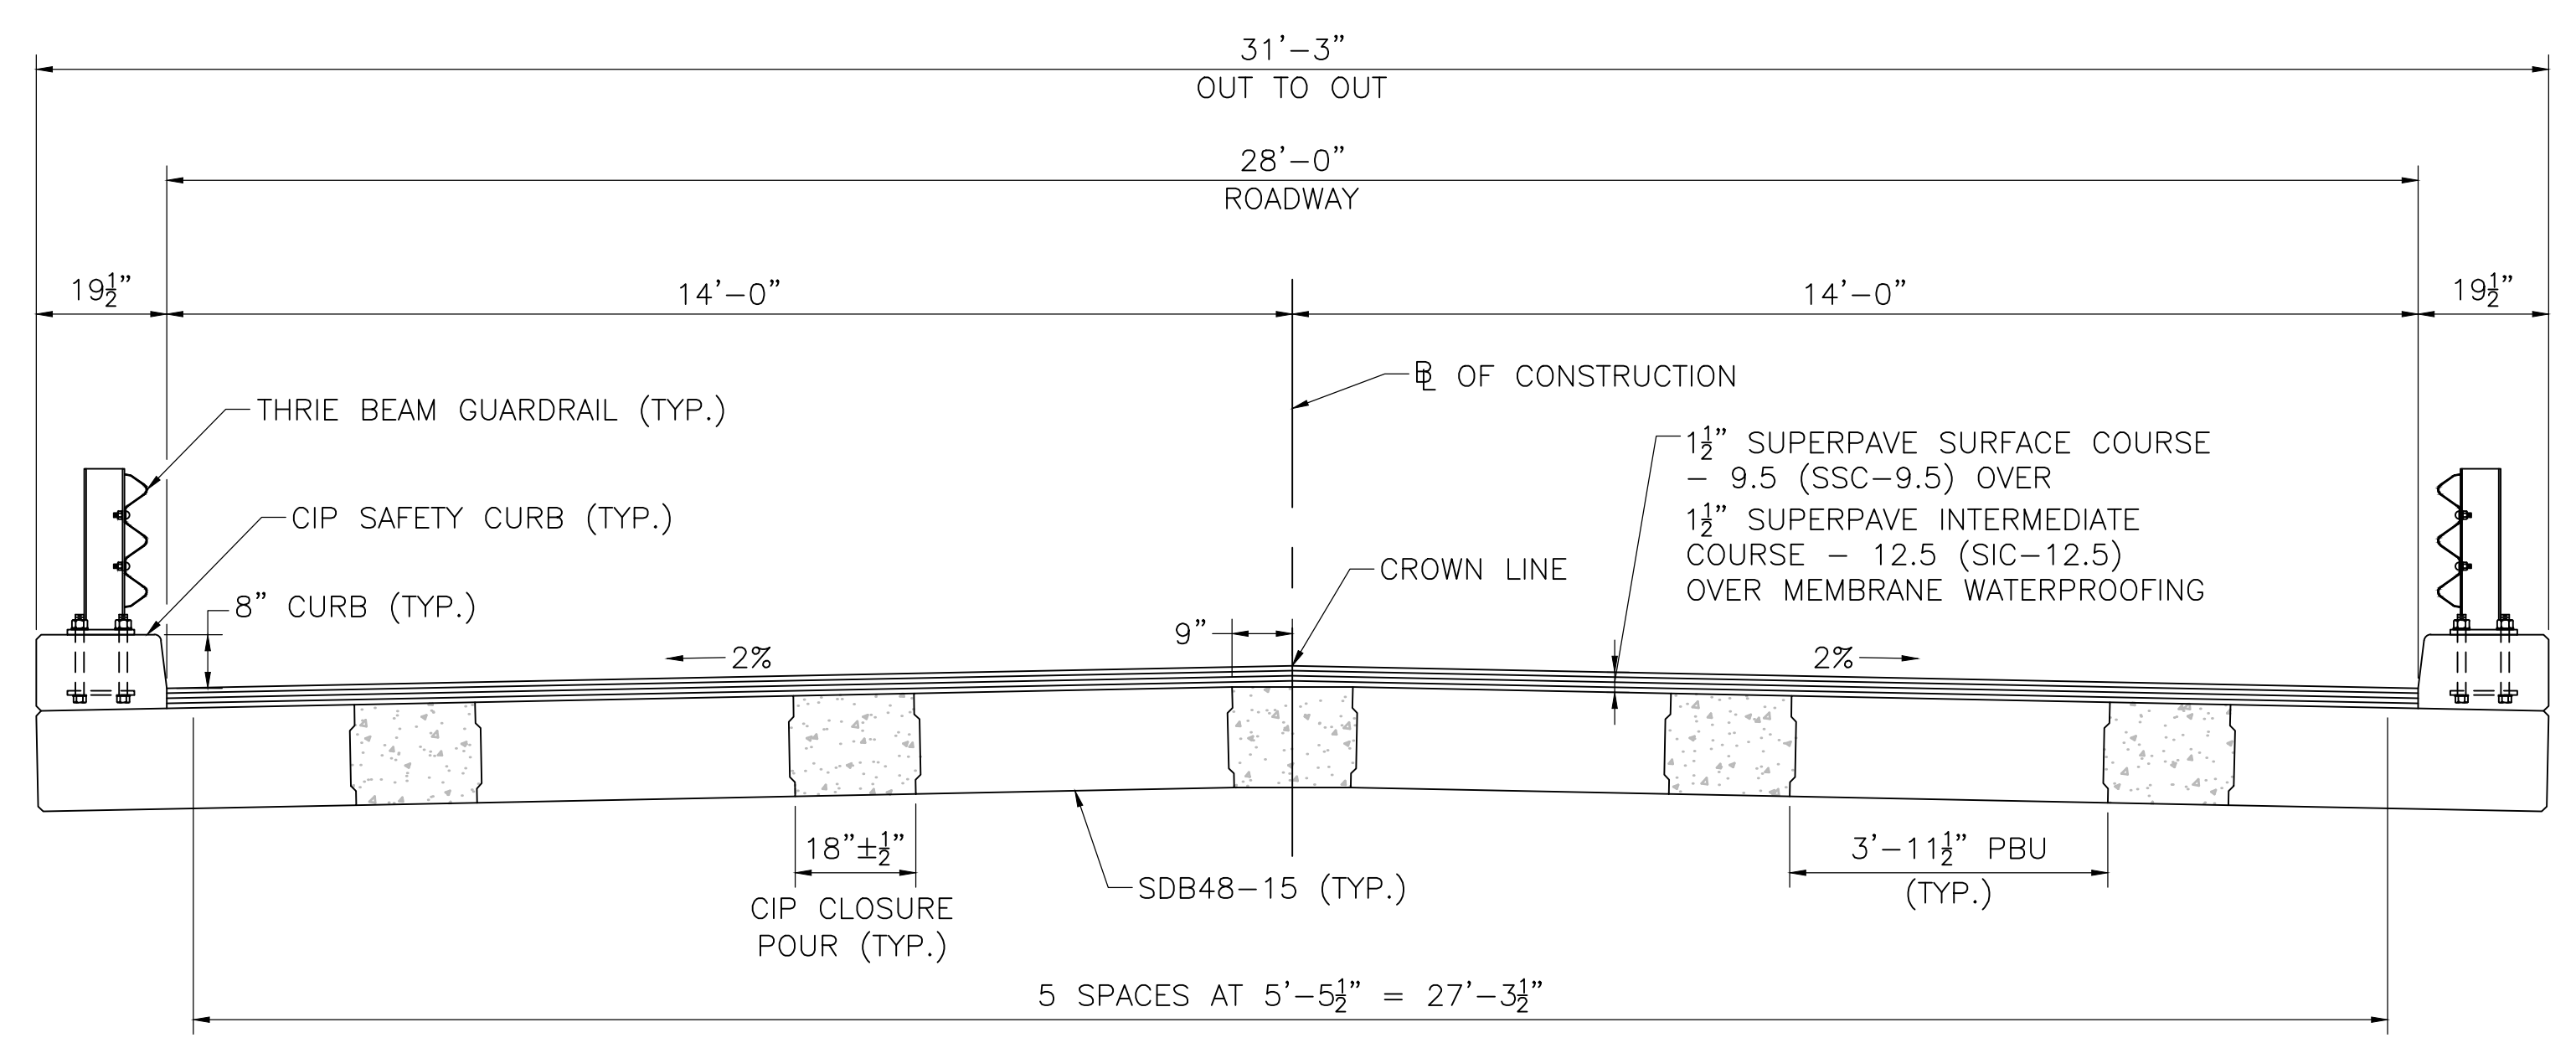 31'-3"
OUT TO OUT
28'-0"
ROADWAY
19½"
14'-0"
14'-0"
19½"
℄ OF CONSTRUCTION
THRIE BEAM GUARDRAIL (TYP.)
1½" SUPERPAVE SURFACE COURSE
- 9.5 (SSC-9.5) OVER
1½" SUPERPAVE INTERMEDIATE
COURSE - 12.5 (SIC-12.5)
OVER MEMBRANE WATERPROOFING
CIP SAFETY CURB (TYP.)
CROWN LINE
8" CURB (TYP.)
9"
2%
2%
18"±½"
CIP CLOSURE
POUR (TYP.)
SDB48-15 (TYP.)
3'-11½" PBU
(TYP.)
5 SPACES AT 5'-5½" = 27'-3½"